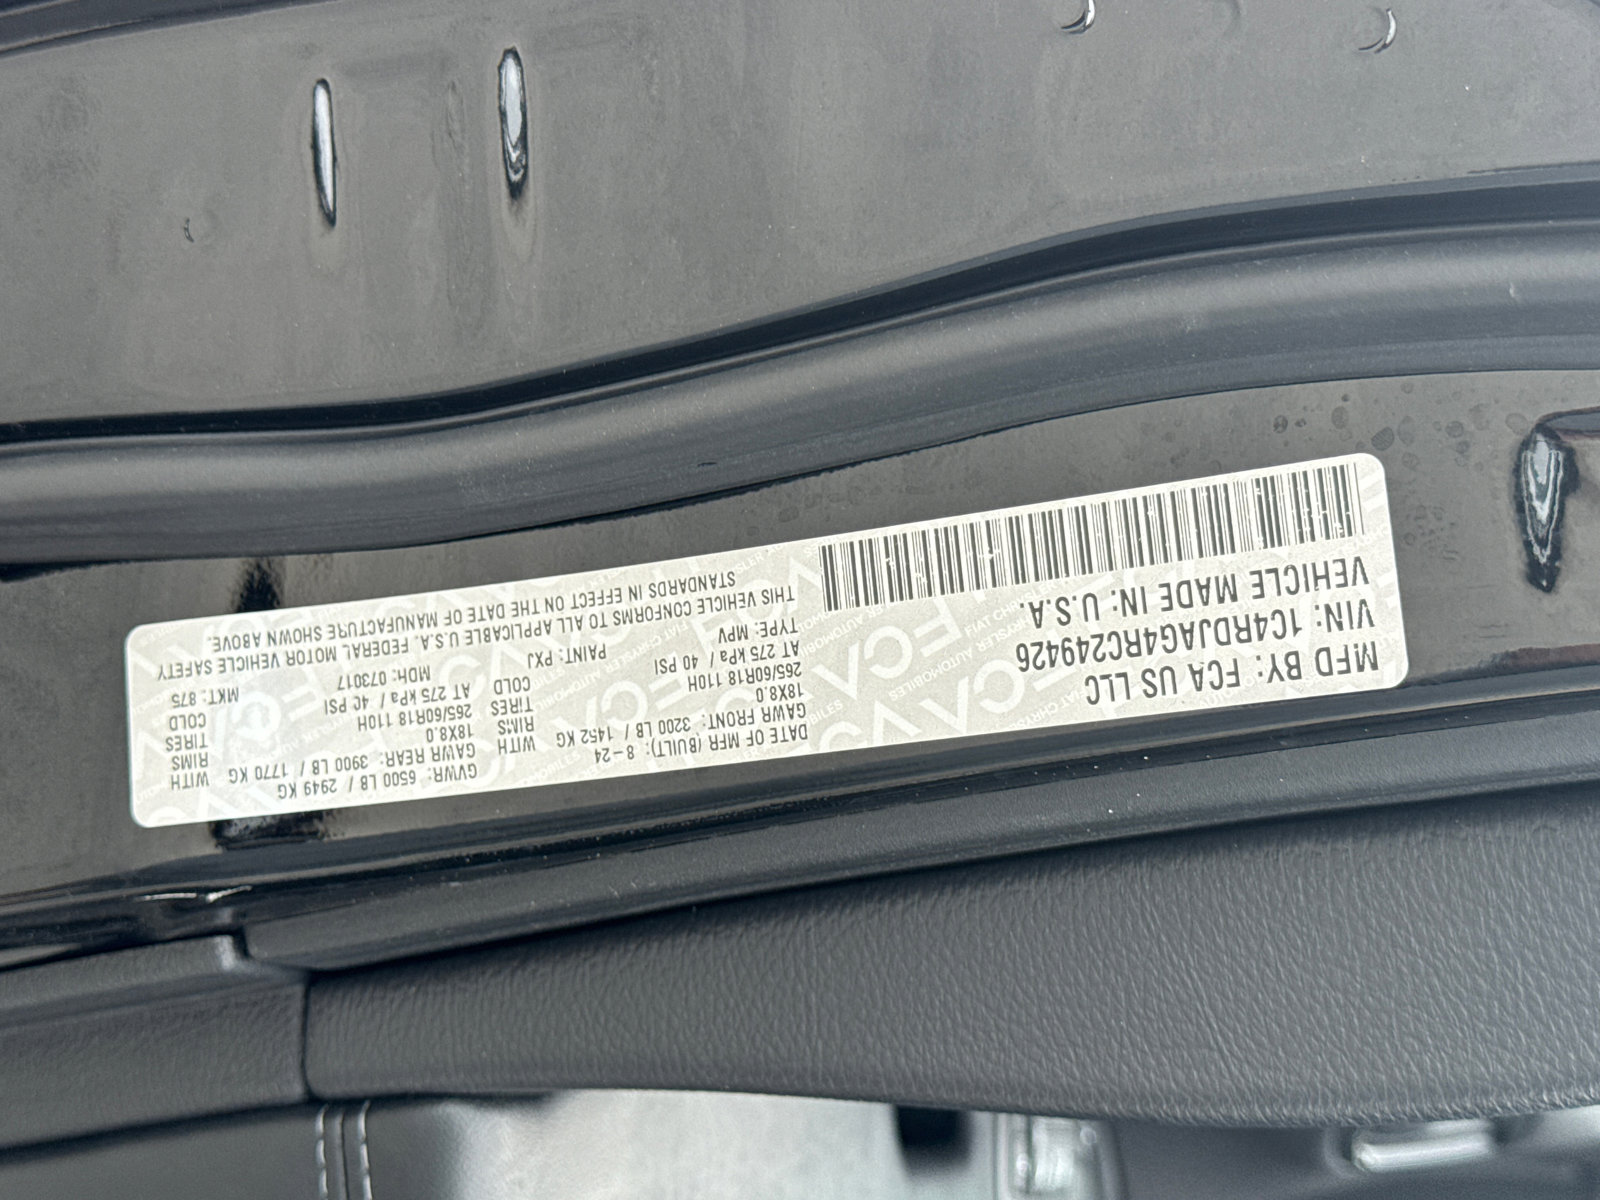 MFD BY: FCA US LLC
VIN: 1C4RDJAG4RC249426
VEHICLE MADE IN: U.S.A.
DATE OF MFR (BUILT): 8-24
GVWR: 6500 LB / 2949 KG
GAWR FRONT: 3200 LB / 1452 KG
WITH
GAWR REAR: 3900 LB / 1770 KG
WITH
18X8.0
RIMS
18X8.0
RIMS
265/60R18 110H
TIRES
265/60R18 110H
TIRES
AT 275 kPa / 40 PSI
COLD
AT 275 kPa / 40 PSI
COLD
TYPE: MPV
PAINT: PXJ
MDH: 073017
MKT: 875
THIS VEHICLE CONFORMS TO ALL APPLICABLE U.S.A. FEDERAL MOTOR VEHICLE SAFETY
STANDARDS IN EFFECT ON THE DATE OF MANUFACTURE SHOWN ABOVE.